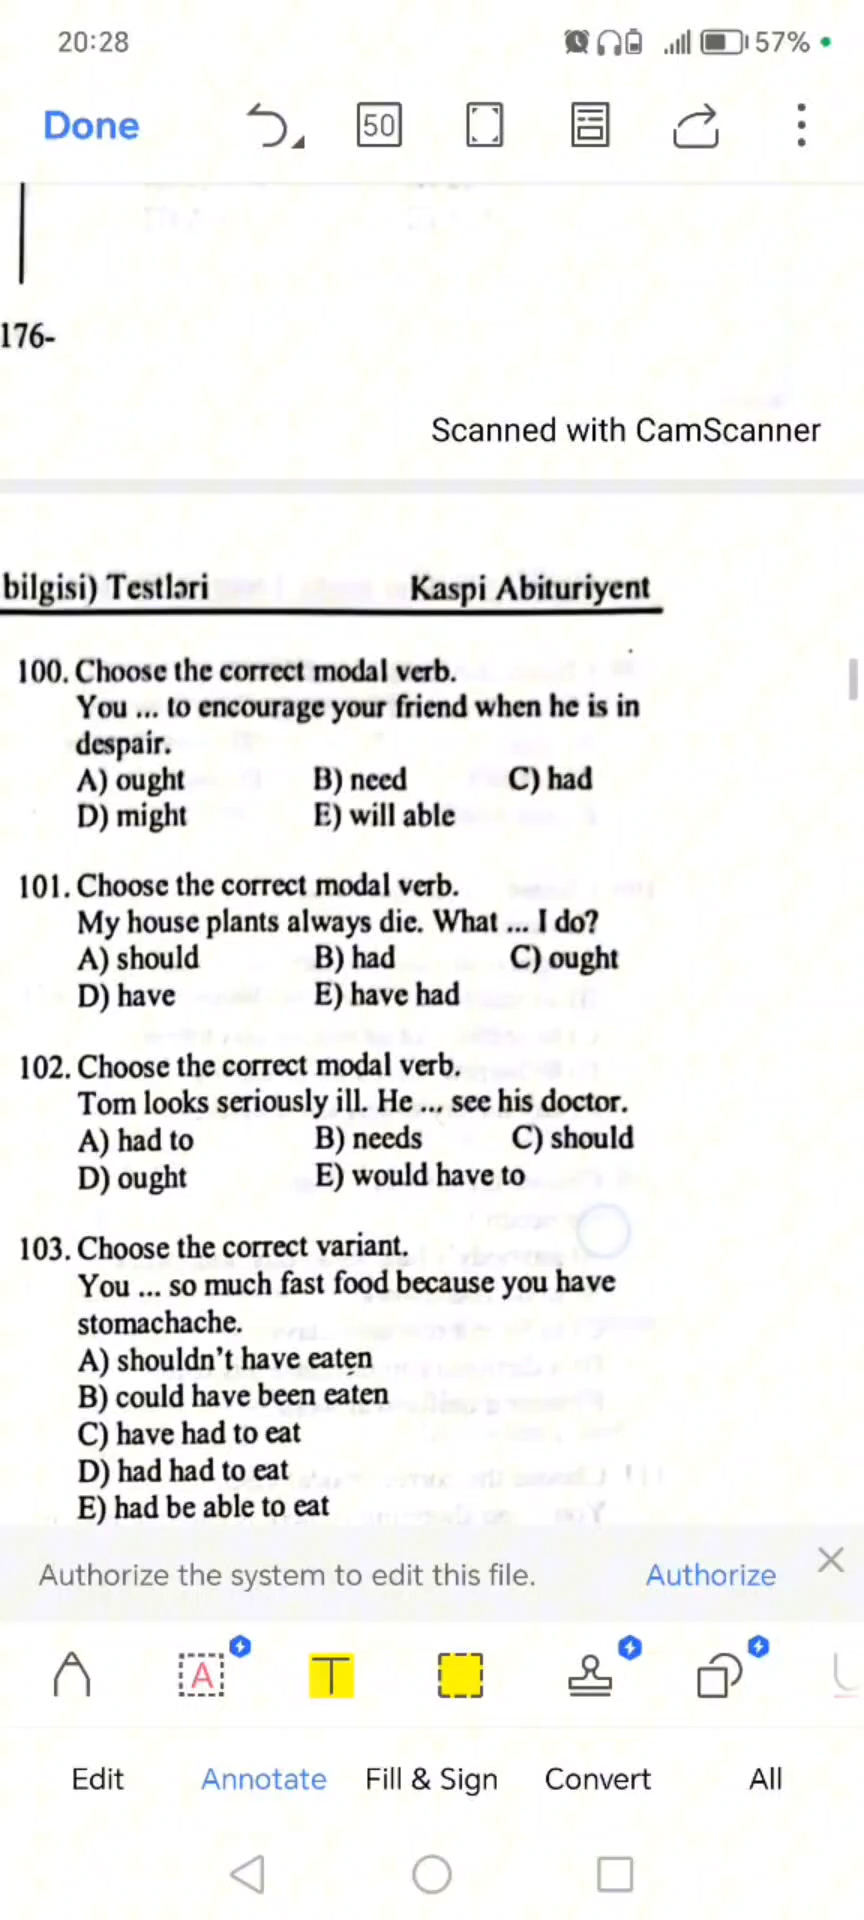 20:28
57%
Done
50
176-
Scanned with CamScanner
bilgisi) Testləri Kaspi Abituriyent
100. Choose the correct modal verb.
You ... to encourage your friend when he is in
despair.
A) ought B) need C) had
D) might E) will able
101. Choose the correct modal verb.
My house plants always die. What ... I do?
A) should B) had C) ought
D) have E) have had
102. Choose the correct modal verb.
Tom looks seriously ill. He ... see his doctor.
A) had to B) needs C) should
D) ought E) would have to
103. Choose the correct variant.
You ... so much fast food because you have
stomachache.
A) shouldn't have eaten
B) could have been eaten
C) have had to eat
D) had had to eat
E) had be able to eat
Authorize the system to edit this file. Authorize
A
T
Edit Annotate Fill & Sign Convert All